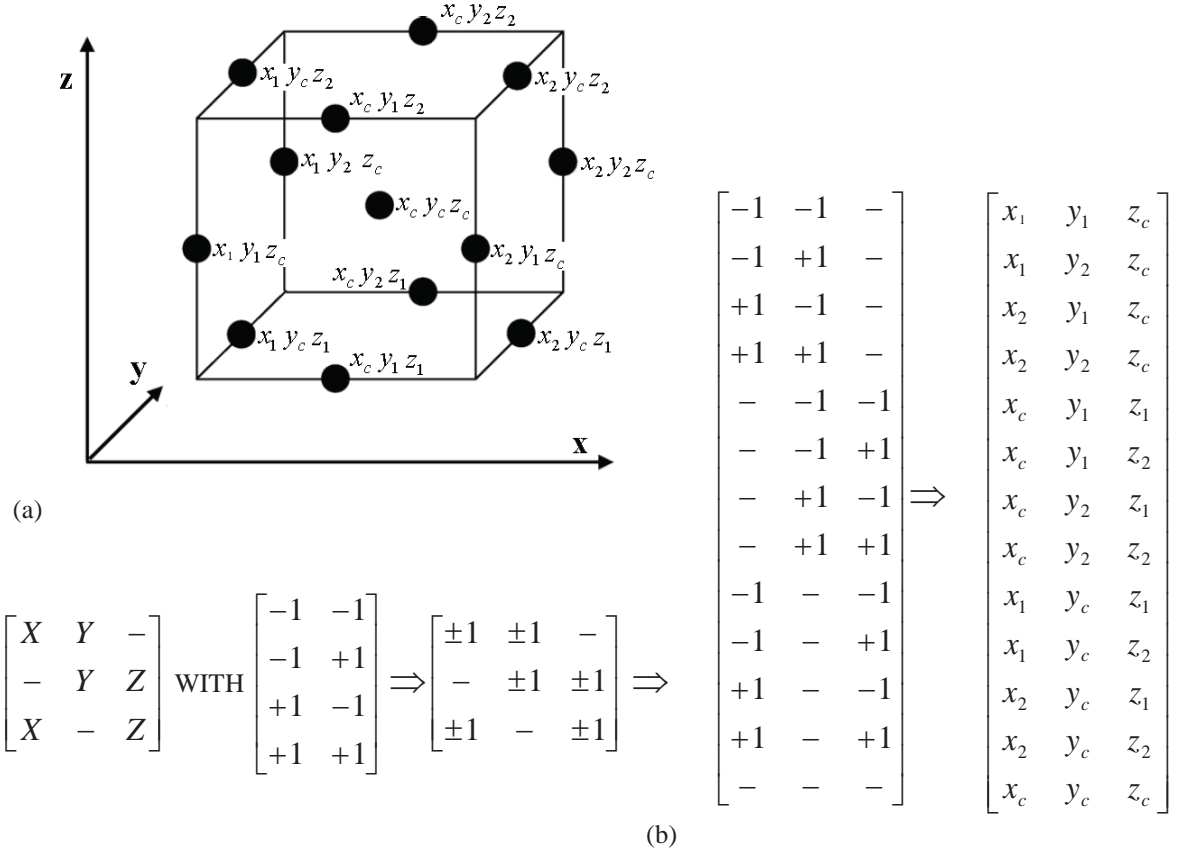 x_c y_2 z_2
z
x_1 y_c z_2
x_2 y_c z_2
x_c y_1 z_2
x_1 y_2 z_c
x_2 y_2 z_c
x_c y_c z_c
x_1 y_1 z_c
x_2 y_1 z_c
x_c y_2 z_1
x_1 y_c z_1
x_2 y_c z_1
y
x_c y_1 z_1
x
(a)
X Y −
− Y Z
X − Z
WITH
−1 −1
−1 +1
+1 −1
+1 +1
⇒
±1 ±1 −
− ±1 ±1
±1 − ±1
⇒
−1 −1 −
−1 +1 −
+1 −1 −
+1 +1 −
− −1 −1
− −1 +1
− +1 −1
− +1 +1
−1 − −1
−1 − +1
+1 − −1
+1 − +1
− − −
⇒
x_1 y_1 z_c
x_1 y_2 z_c
x_2 y_1 z_c
x_2 y_2 z_c
x_c y_1 z_1
x_c y_1 z_2
x_c y_2 z_1
x_c y_2 z_2
x_1 y_c z_1
x_1 y_c z_2
x_2 y_c z_1
x_2 y_c z_2
x_c y_c z_c
(b)